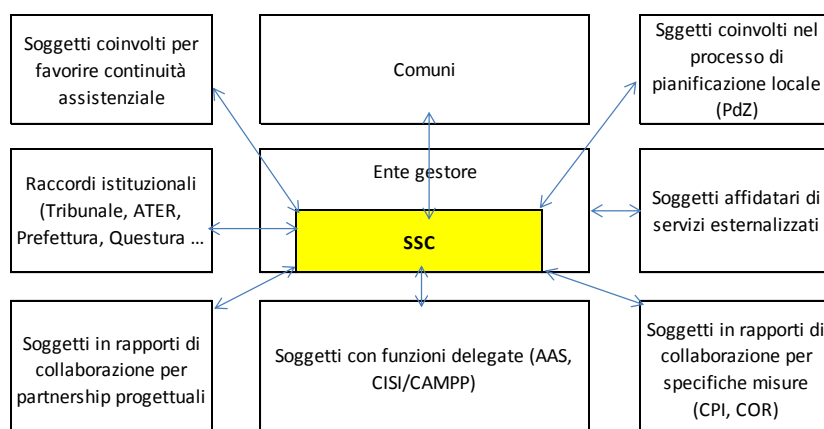 Soggetti coinvolti per
favorire continuità
assistenziale
Comuni
Sggetti coinvolti nel
processo di
pianificazione locale
(PdZ)
Raccordi istituzionali
(Tribunale, ATER,
Prefettura, Questura ...
Ente gestore
SSC
Soggetti affidatari di
servizi esternalizzati
Soggetti in rapporti di
collaborazione per
partnership progettuali
Soggetti con funzioni delegate (AAS,
CISI/CAMPP)
Soggetti in rapporti di
collaborazione per
specifiche misure
(CPI, COR)